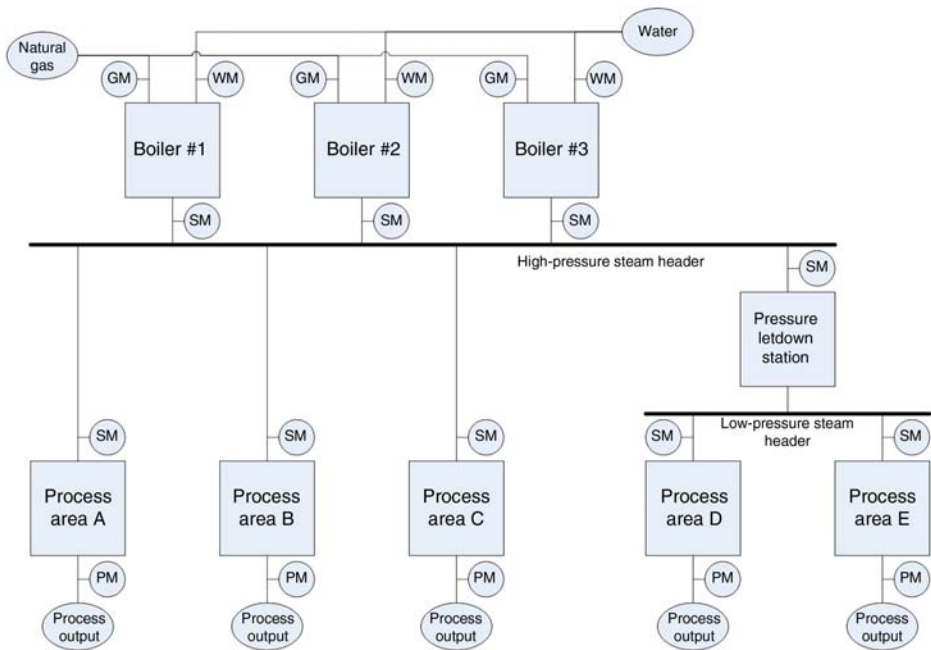 Natural
gas
Water
GM
WM
GM
WM
GM
WM
Boiler #1
Boiler #2
Boiler #3
SM
SM
SM
High-pressure steam header
SM
Pressure
letdown
station
Low-pressure steam
header
SM
SM
SM
SM
SM
Process
area A
Process
area B
Process
area C
Process
area D
Process
area E
PM
PM
PM
PM
PM
Process
output
Process
output
Process
output
Process
output
Process
output